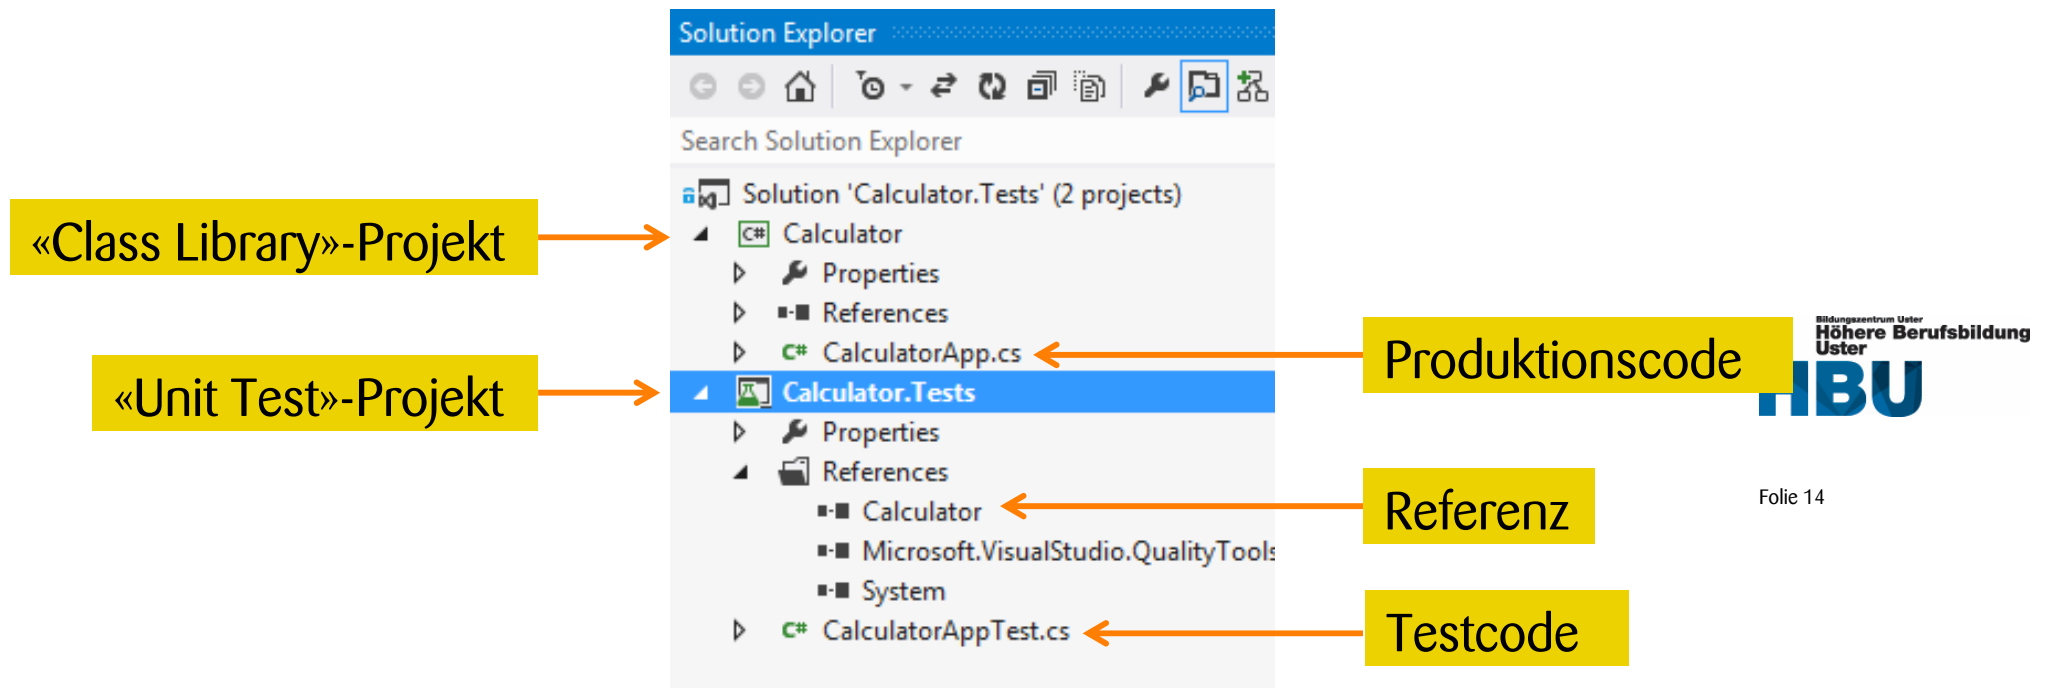 Solution Explorer
Search Solution Explorer
Solution 'Calculator.Tests' (2 projects)
«Class Library»-Projekt
C# Calculator
Properties
References
C# CalculatorApp.cs
Produktionscode
Bildungszentrum Uster
Höhere Berufsbildung
Uster
HBU
«Unit Test»-Projekt
Calculator.Tests
Properties
References
Calculator
Referenz
Folie 14
Microsoft.VisualStudio.QualityTools
System
C# CalculatorAppTest.cs
Testcode